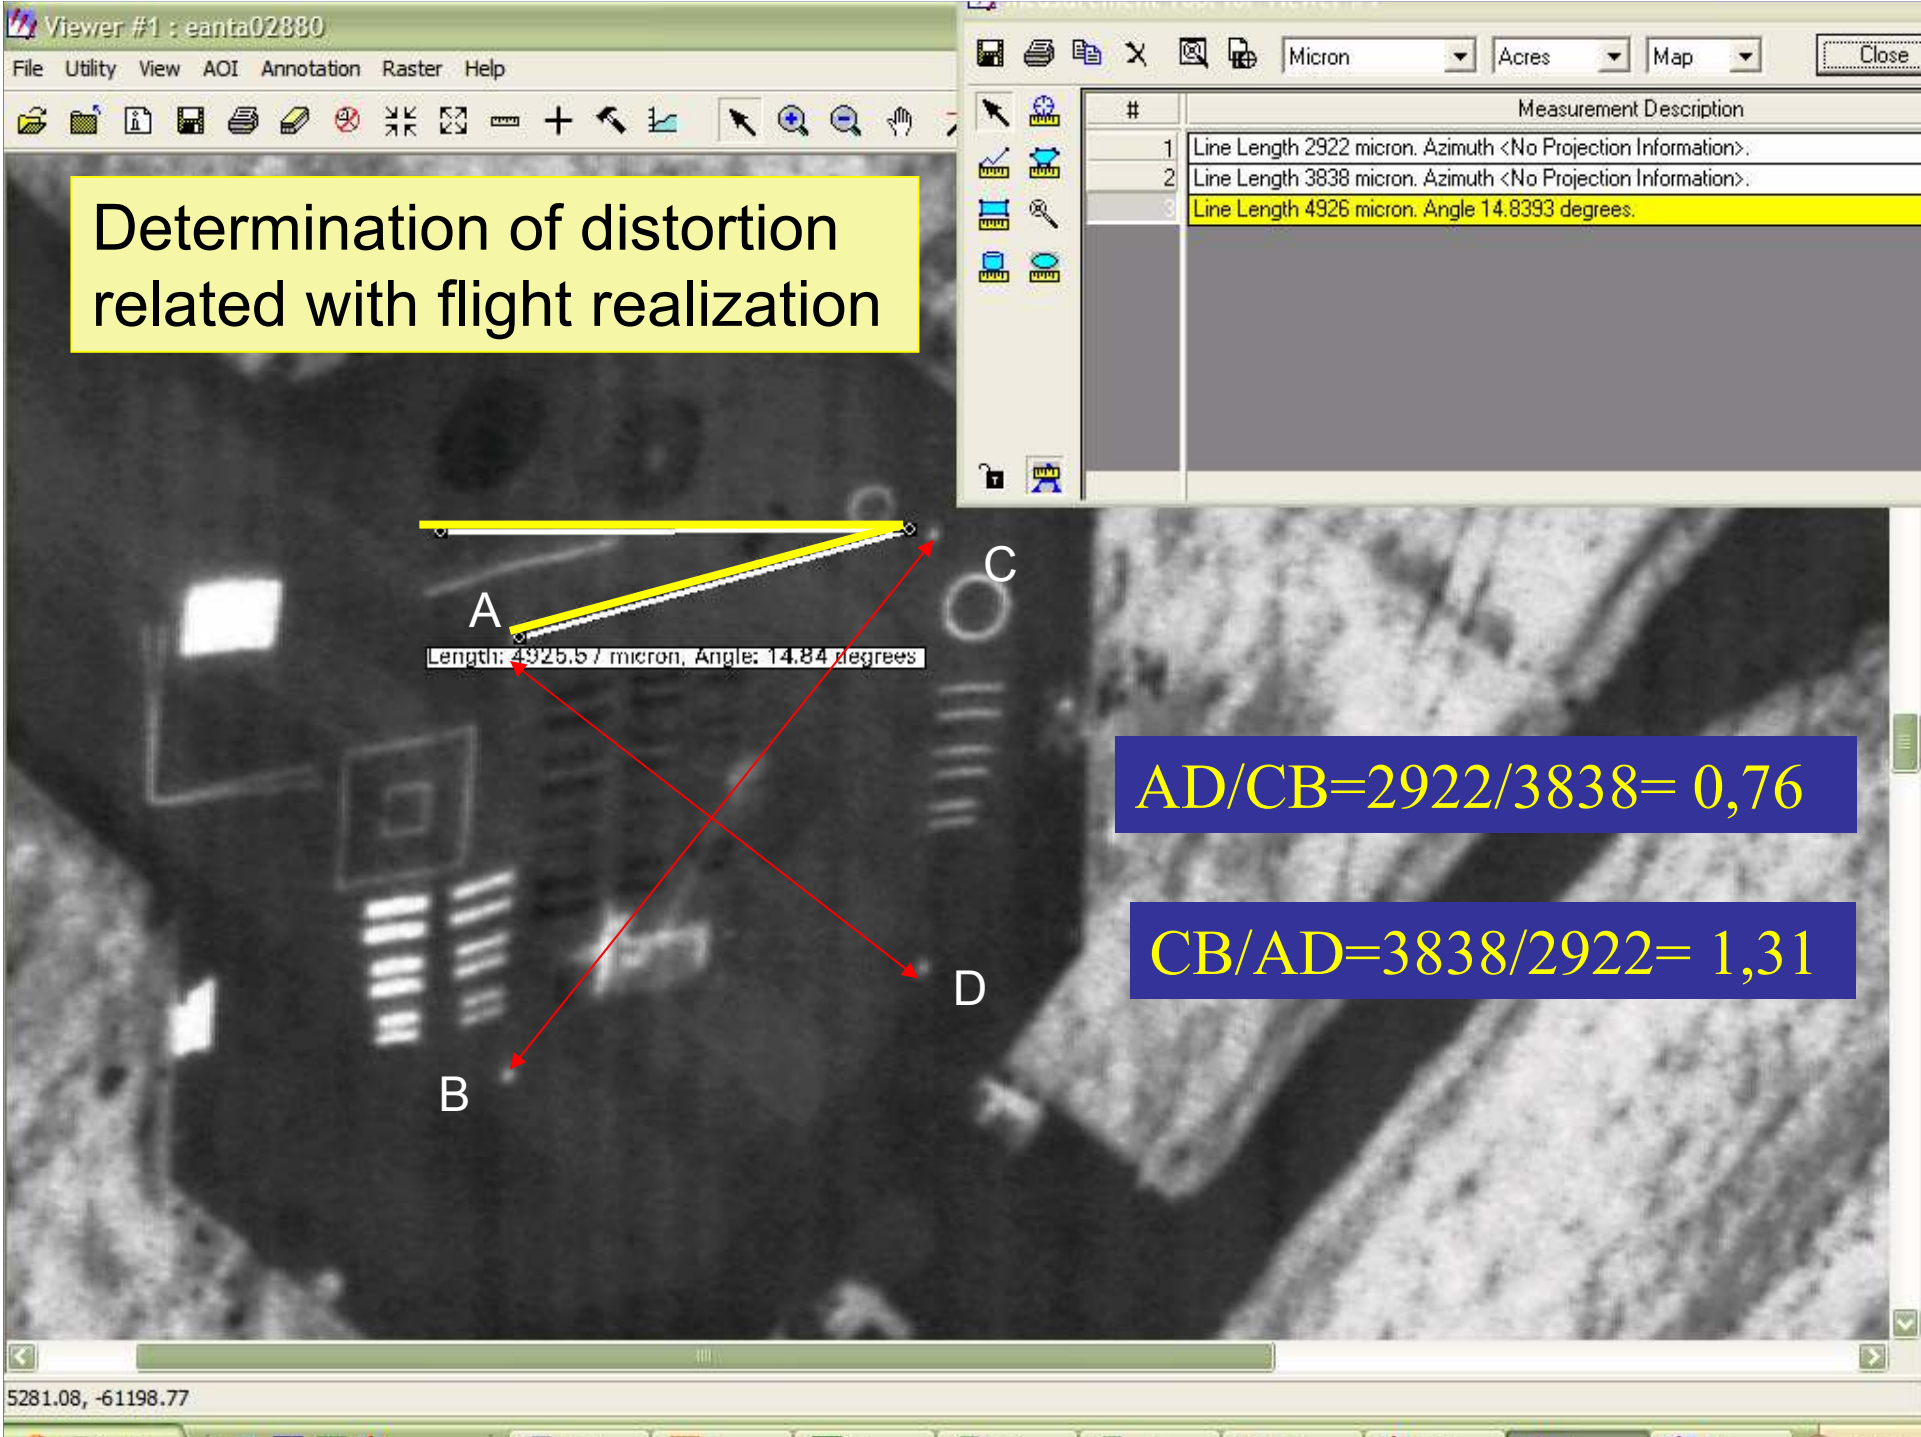 Viewer #1 : eanta02880
File Utility View AOI Annotation Raster Help
Micron Acres Map Close
# Measurement Description
1 Line Length 2922 micron. Azimuth <No Projection Information>.
2 Line Length 3838 micron. Azimuth <No Projection Information>.
3 Line Length 4926 micron. Angle 14.8393 degrees.
Determination of distortion
related with flight realization
C
A
Length: 4925.57 micron, Angle: 14.84 degrees
AD/CB=2922/3838= 0,76
CB/AD=3838/2922= 1,31
D
B
5281.08, -61198.77